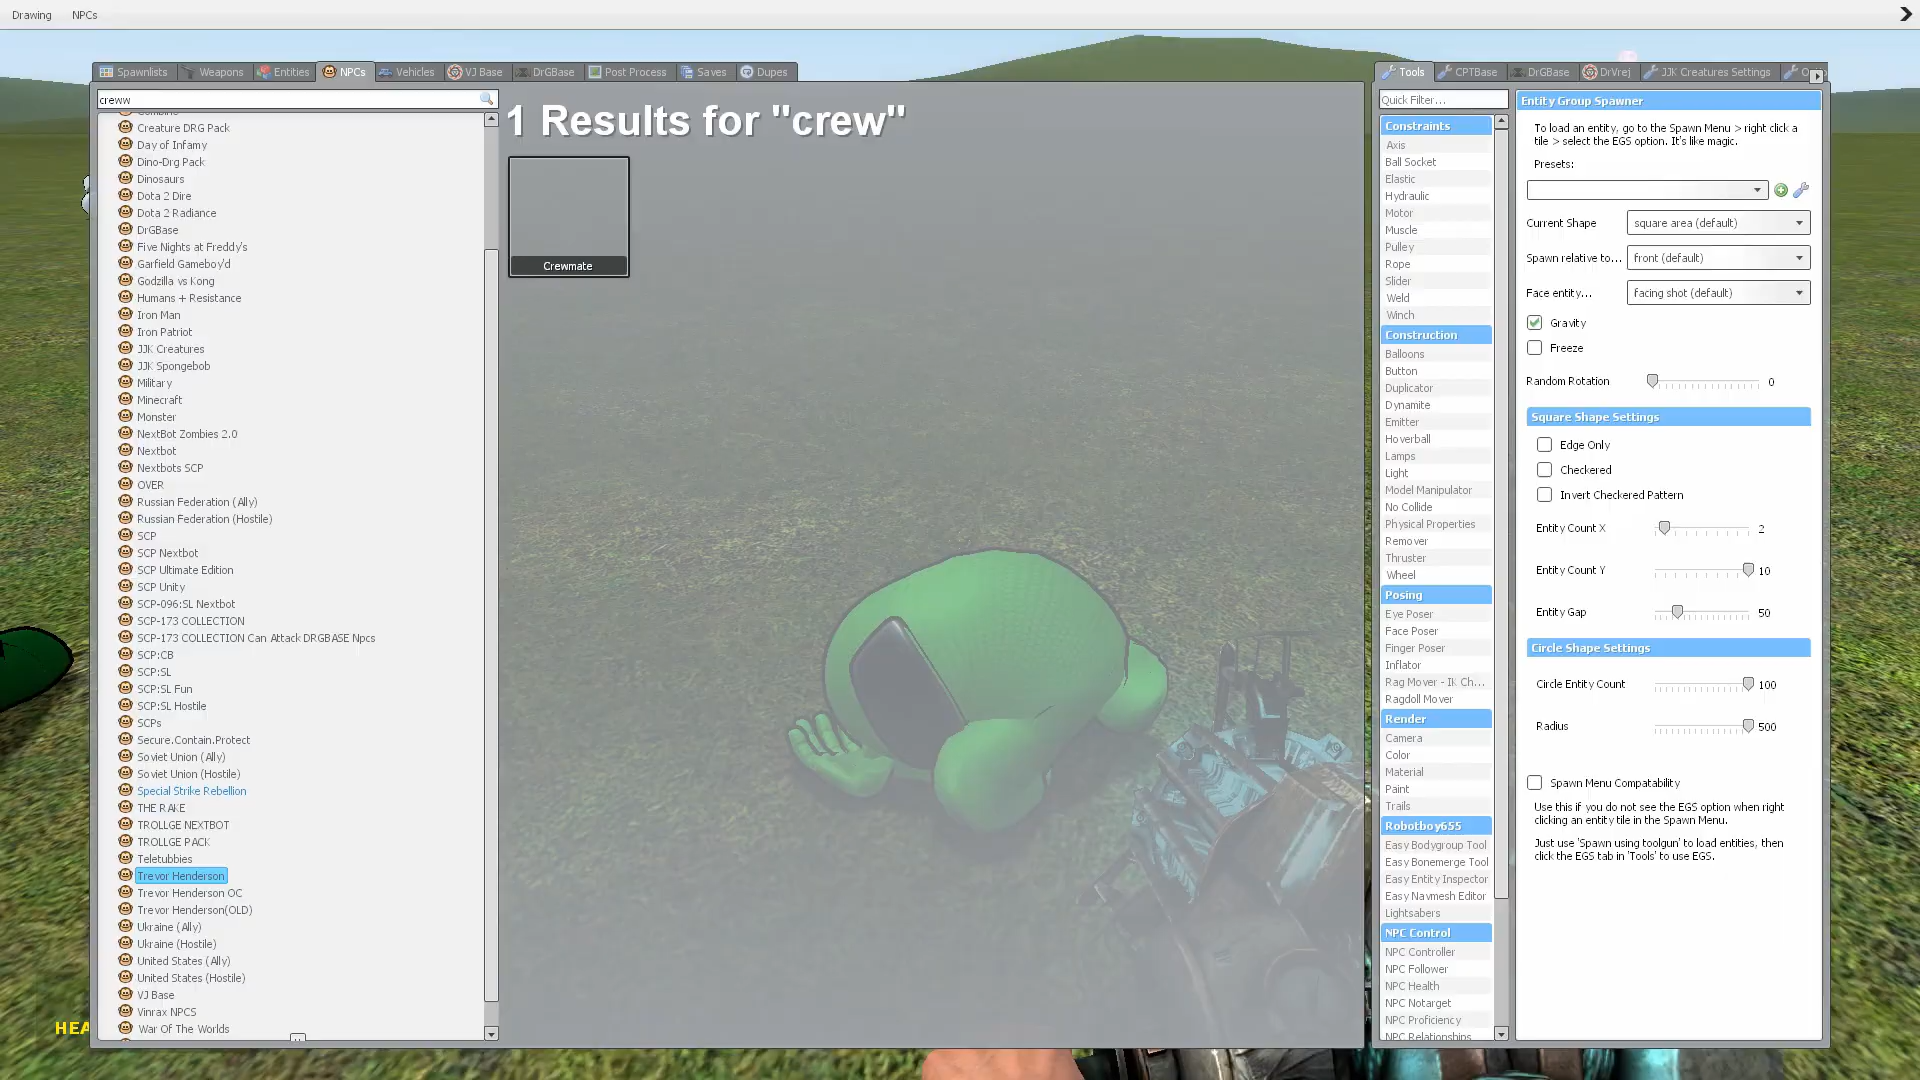 Drawing NPCs
Spawnlists Weapons Entities NPCs Vehicles VJ Base DrGBase Post Process Saves Dupes
creww
Creature DRG Pack
Day of Infamy
Dino-Drg Pack
Dinosaurs
Dota 2 Dire
Dota 2 Radiance
DrGBase
Five Nights at Freddy's
Garfield Gameboy'd
Godzilla vs Kong
Humans + Resistance
Iron Man
Iron Patriot
JJK Creatures
JJK Spongebob
Military
Minecraft
Monster
NextBot Zombies 2.0
Nextbot
Nextbots SCP
OVER
Russian Federation (Ally)
Russian Federation (Hostile)
SCP
SCP Nextbot
SCP Ultimate Edition
SCP Unity
SCP-096:SL Nextbot
SCP-173 COLLECTION
SCP-173 COLLECTION Can Attack DRGBASE Npcs
SCP:CB
SCP:SL
SCP:SL Fun
SCP:SL Hostile
SCPs
Secure.Contain.Protect
Soviet Union (Ally)
Soviet Union (Hostile)
Special Strike Rebellion
THE RAKE
TROLLGE NEXTBOT
TROLLGE PACK
Teletubbies
Trevor Henderson
Trevor Henderson OC
Trevor Henderson(OLD)
Ukraine (Ally)
Ukraine (Hostile)
United States (Ally)
United States (Hostile)
VJ Base
Vinrax NPCS
War Of The Worlds
HEA
1 Results for "crew"
Crewmate
Tools CPTBase DrGBase DrVrej JJK Creatures Settings
Quick Filter...
Constraints
Axis
Ball Socket
Elastic
Hydraulic
Motor
Muscle
Pulley
Rope
Slider
Weld
Winch
Construction
Balloons
Button
Duplicator
Dynamite
Emitter
Hoverball
Lamps
Light
Model Manipulator
No Collide
Physical Properties
Remover
Thruster
Wheel
Posing
Eye Poser
Face Poser
Finger Poser
Inflator
Rag Mover - IK Ch...
Ragdoll Mover
Render
Camera
Color
Material
Paint
Trails
Robotboy655
Easy Bodygroup Tool
Easy Bonemerge Tool
Easy Entity Inspector
Easy Navmesh Editor
Lightsabers
NPC Control
NPC Controller
NPC Follower
NPC Health
NPC Notarget
NPC Proficiency
NPC Relationships
Entity Group Spawner
To load an entity, go to the Spawn Menu > right click a
tile > select the EGS option. It's like magic.
Presets:
Current Shape square area (default)
Spawn relative to... front (default)
Face entity... facing shot (default)
Gravity
Freeze
Random Rotation 0
Square Shape Settings
Edge Only
Checkered
Invert Checkered Pattern
Entity Count X 2
Entity Count Y 10
Entity Gap 50
Circle Shape Settings
Circle Entity Count 100
Radius 500
Spawn Menu Compatability
Use this if you do not see the EGS option when right
clicking an entity tile in the Spawn Menu.
Just use 'Spawn using toolgun' to load entities, then
click the EGS tab in 'Tools' to use EGS.